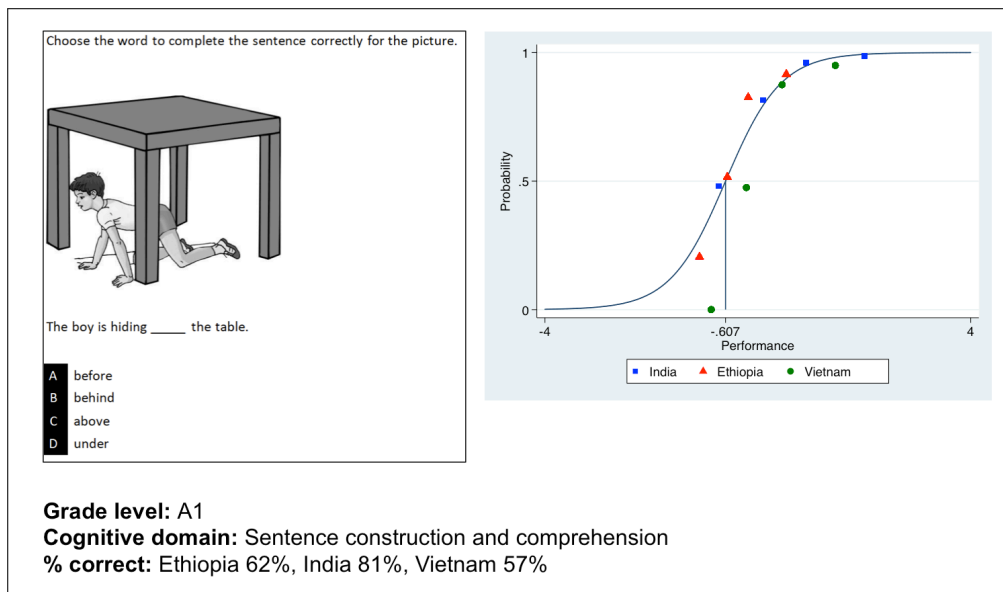 Choose the word to complete the sentence correctly for the picture.
The boy is hiding _____ the table.
A before
B behind
C above
D under
1
.5
0
Probability
-4
-.607
4
Performance
India
Ethiopia
Vietnam
Grade level: A1
Cognitive domain: Sentence construction and comprehension
% correct: Ethiopia 62%, India 81%, Vietnam 57%